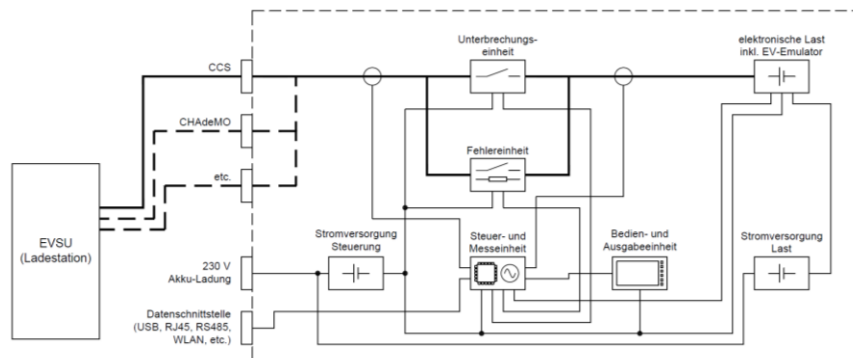 Unterbrechungs-
einheit
elektronische Last
inkl. EV-Emulator
CCS
CHAdeMO
Fehlereinheit
etc.
EVSU
(Ladestation)
Stromversorgung
Steuerung
Steuer- und
Messeinheit
Bedien- und
Ausgabeeinheit
Stromversorgung
Last
230 V
Akku-Ladung
Datenschnittstelle
(USB, RJ45, RS485,
WLAN, etc.)